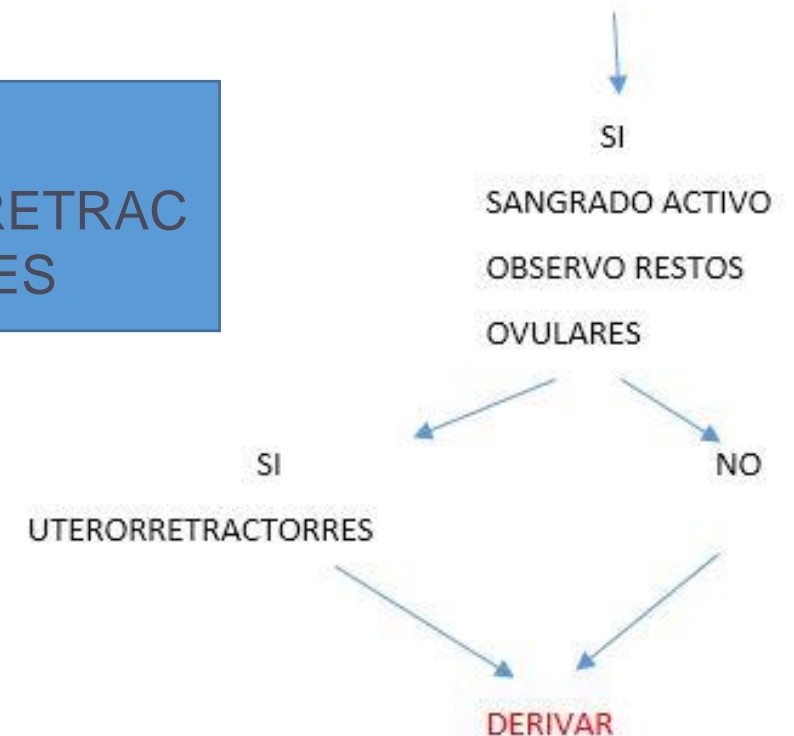 RETRAC
ES
SI
SANGRADO ACTIVO
OBSERVO RESTOS
OVULARES
SI
NO
UTERORRETRACTORRES
DERIVAR